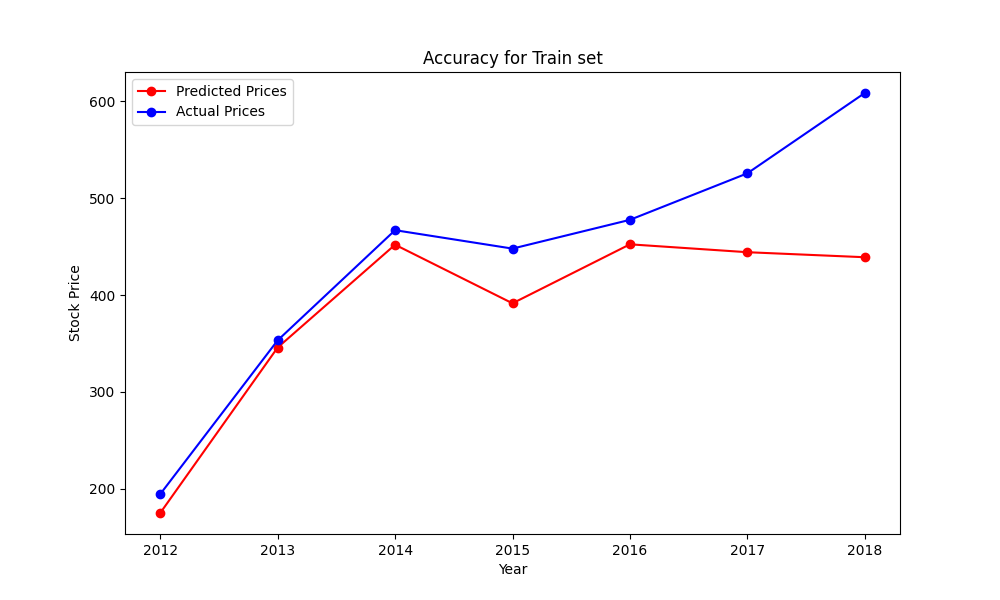 Accuracy for Train set
Predicted Prices
Actual Prices
600
500
400
300
200
Stock Price
2012 2013 2014 2015 2016 2017 2018
Year